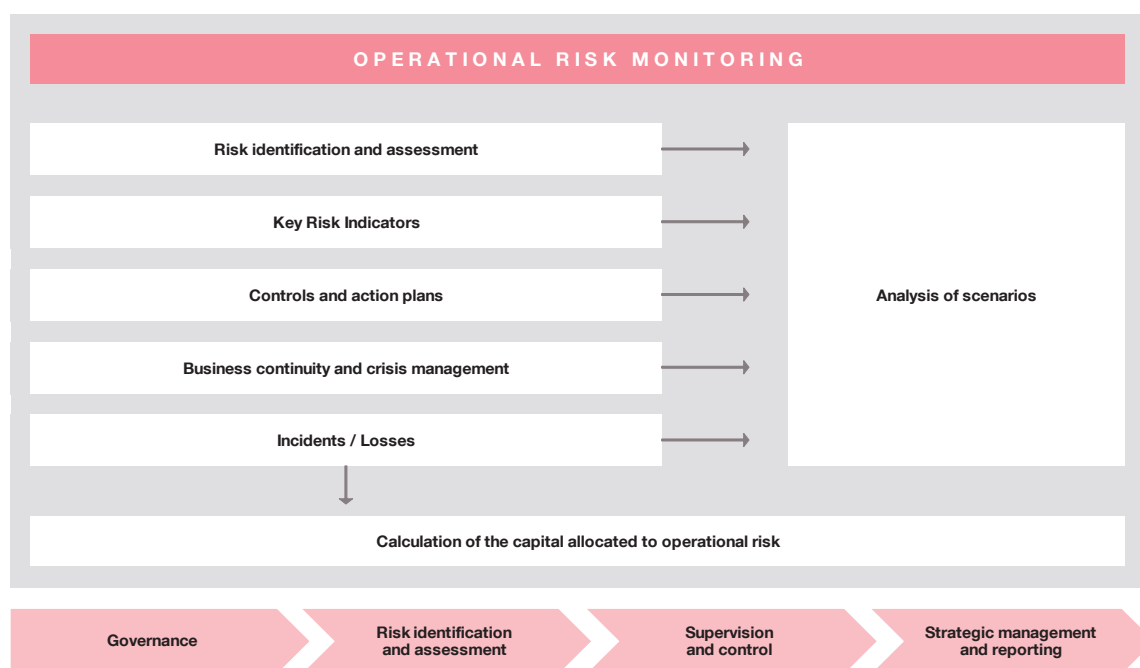 OPERATIONAL RISK MONITORING
Risk identification and assessment
Key Risk Indicators
Controls and action plans
Business continuity and crisis management
Incidents / Losses
Analysis of scenarios
Calculation of the capital allocated to operational risk
Governance
Risk identification
and assessment
Supervision
and control
Strategic management
and reporting